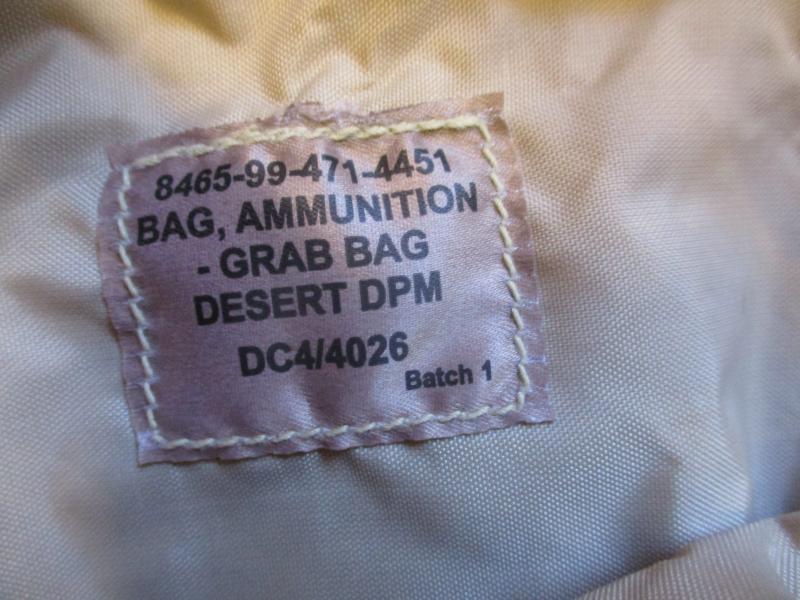 8465-99-471-4451
BAG, AMMUNITION
- GRAB BAG
DESERT DPM
DC4/4026
Batch 1